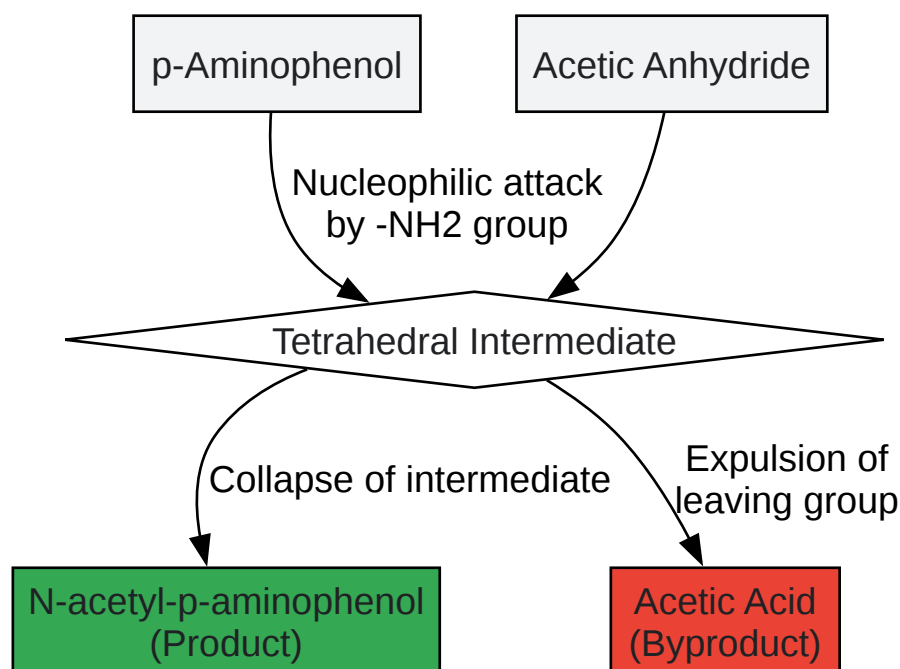 p-Aminophenol
Acetic Anhydride
Nucleophilic attack
by -NH2 group
Tetrahedral Intermediate
Collapse of intermediate
Expulsion of
leaving group
N-acetyl-p-aminophenol
(Product)
Acetic Acid
(Byproduct)